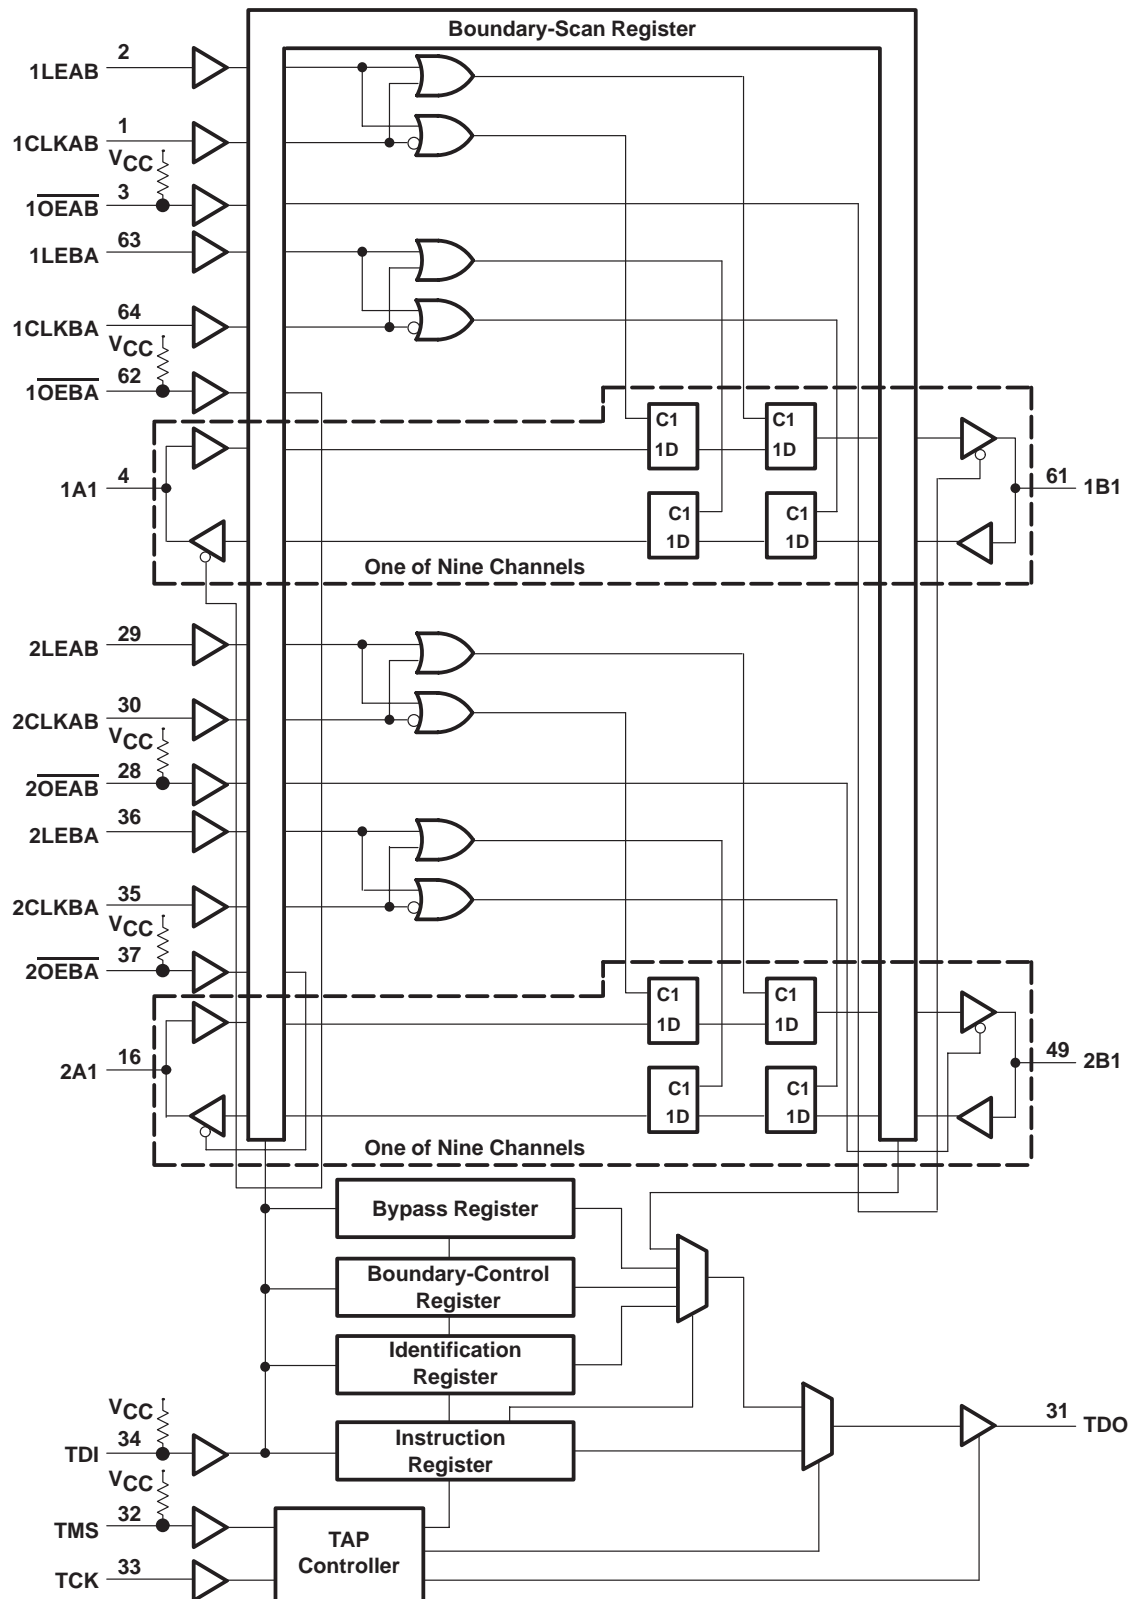 Boundary-Scan Register
2
1LEAB
1
1CLKAB
VCC
3
1OEAB
63
1LEBA
64
1CLKBA
VCC
62
1OEBA
C1
1D
C1
1D
4
1A1
61
1B1
C1
1D
C1
1D
One of Nine Channels
29
2LEAB
30
2CLKAB
VCC
28
2OEAB
36
2LEBA
35
2CLKBA
VCC
37
2OEBA
C1
1D
C1
1D
16
2A1
49
2B1
C1
1D
C1
1D
One of Nine Channels
Bypass Register
Boundary-Control
Register
Identification
Register
VCC
34
TDI
Instruction
Register
31
TDO
VCC
32
TMS
TAP
Controller
33
TCK